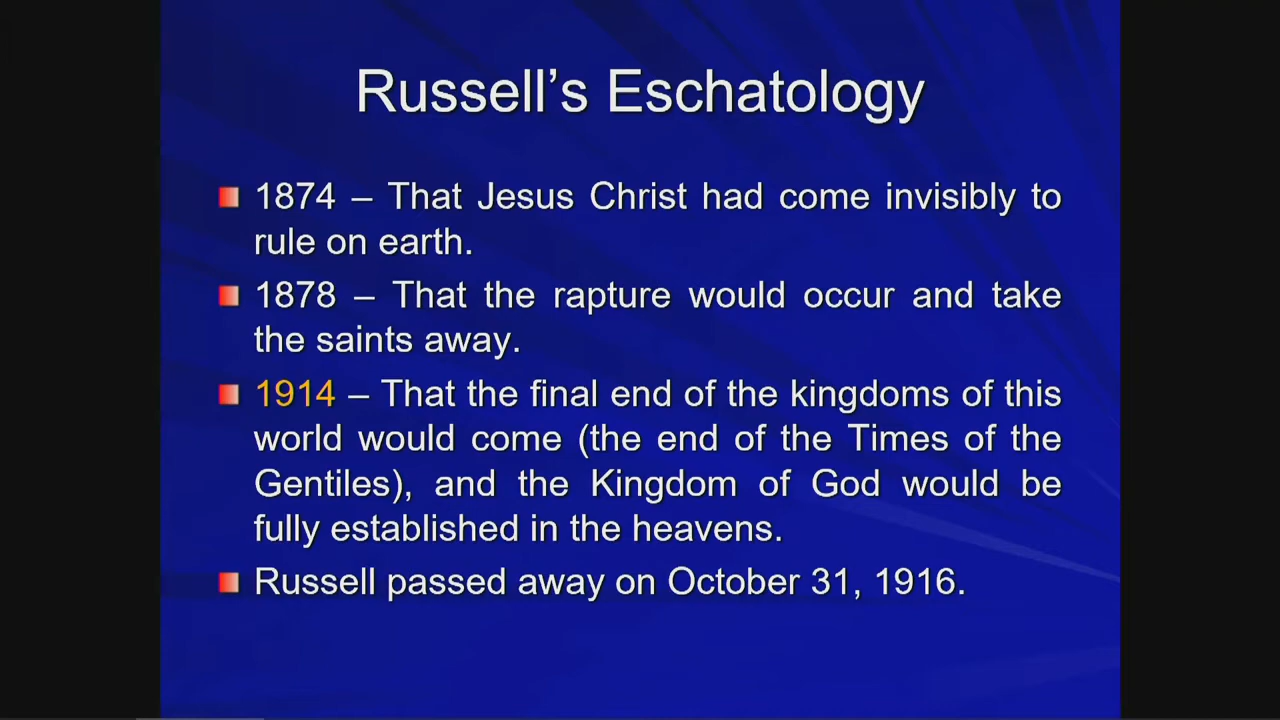 Russell’s Eschatology
1874 – That Jesus Christ had come invisibly to
rule on earth.
1878 – That the rapture would occur and take
the saints away.
1914 – That the final end of the kingdoms of this
world would come (the end of the Times of the
Gentiles), and the Kingdom of God would be
fully established in the heavens.
Russell passed away on October 31, 1916.